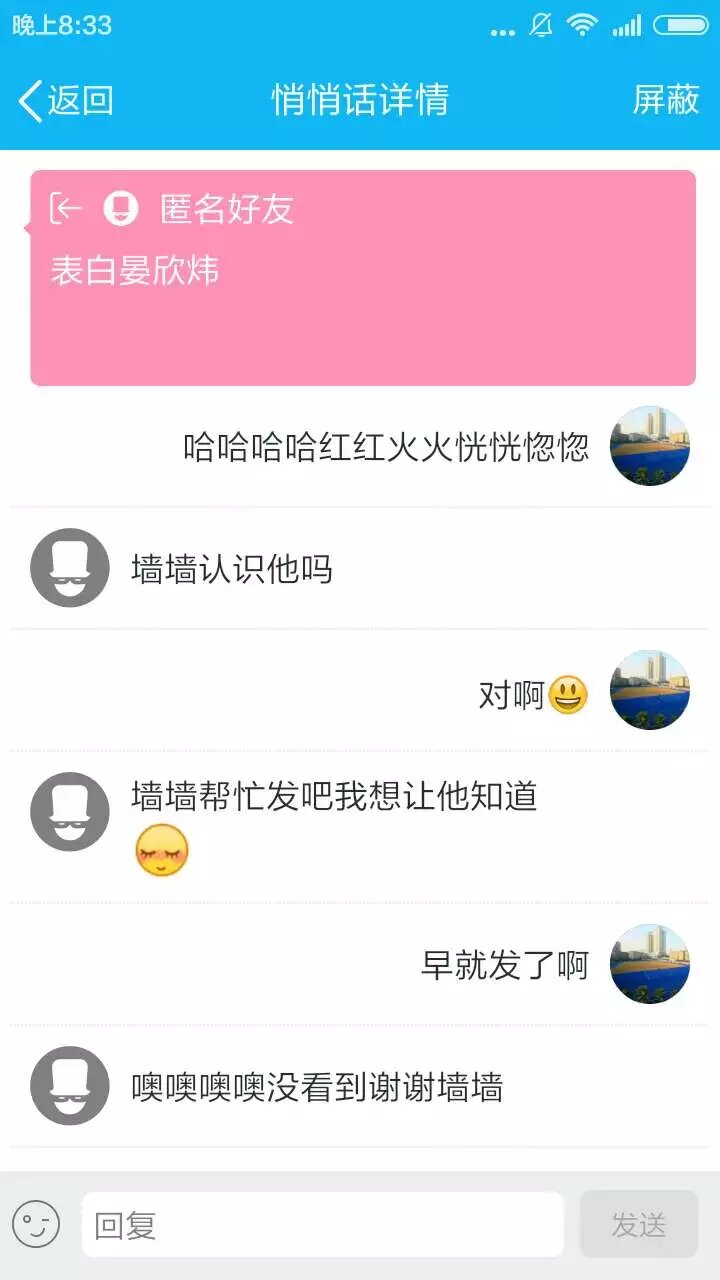 晚上8:33
返回
悄悄话详情
屏蔽
匿名好友
表白晏欣炜
哈哈哈哈红红火火恍恍惚惚
墙墙认识他吗
对啊😃
墙墙帮忙发吧我想让他知道
😌
早就发了啊
噢噢噢噢没看到谢谢墙墙
回复
发送